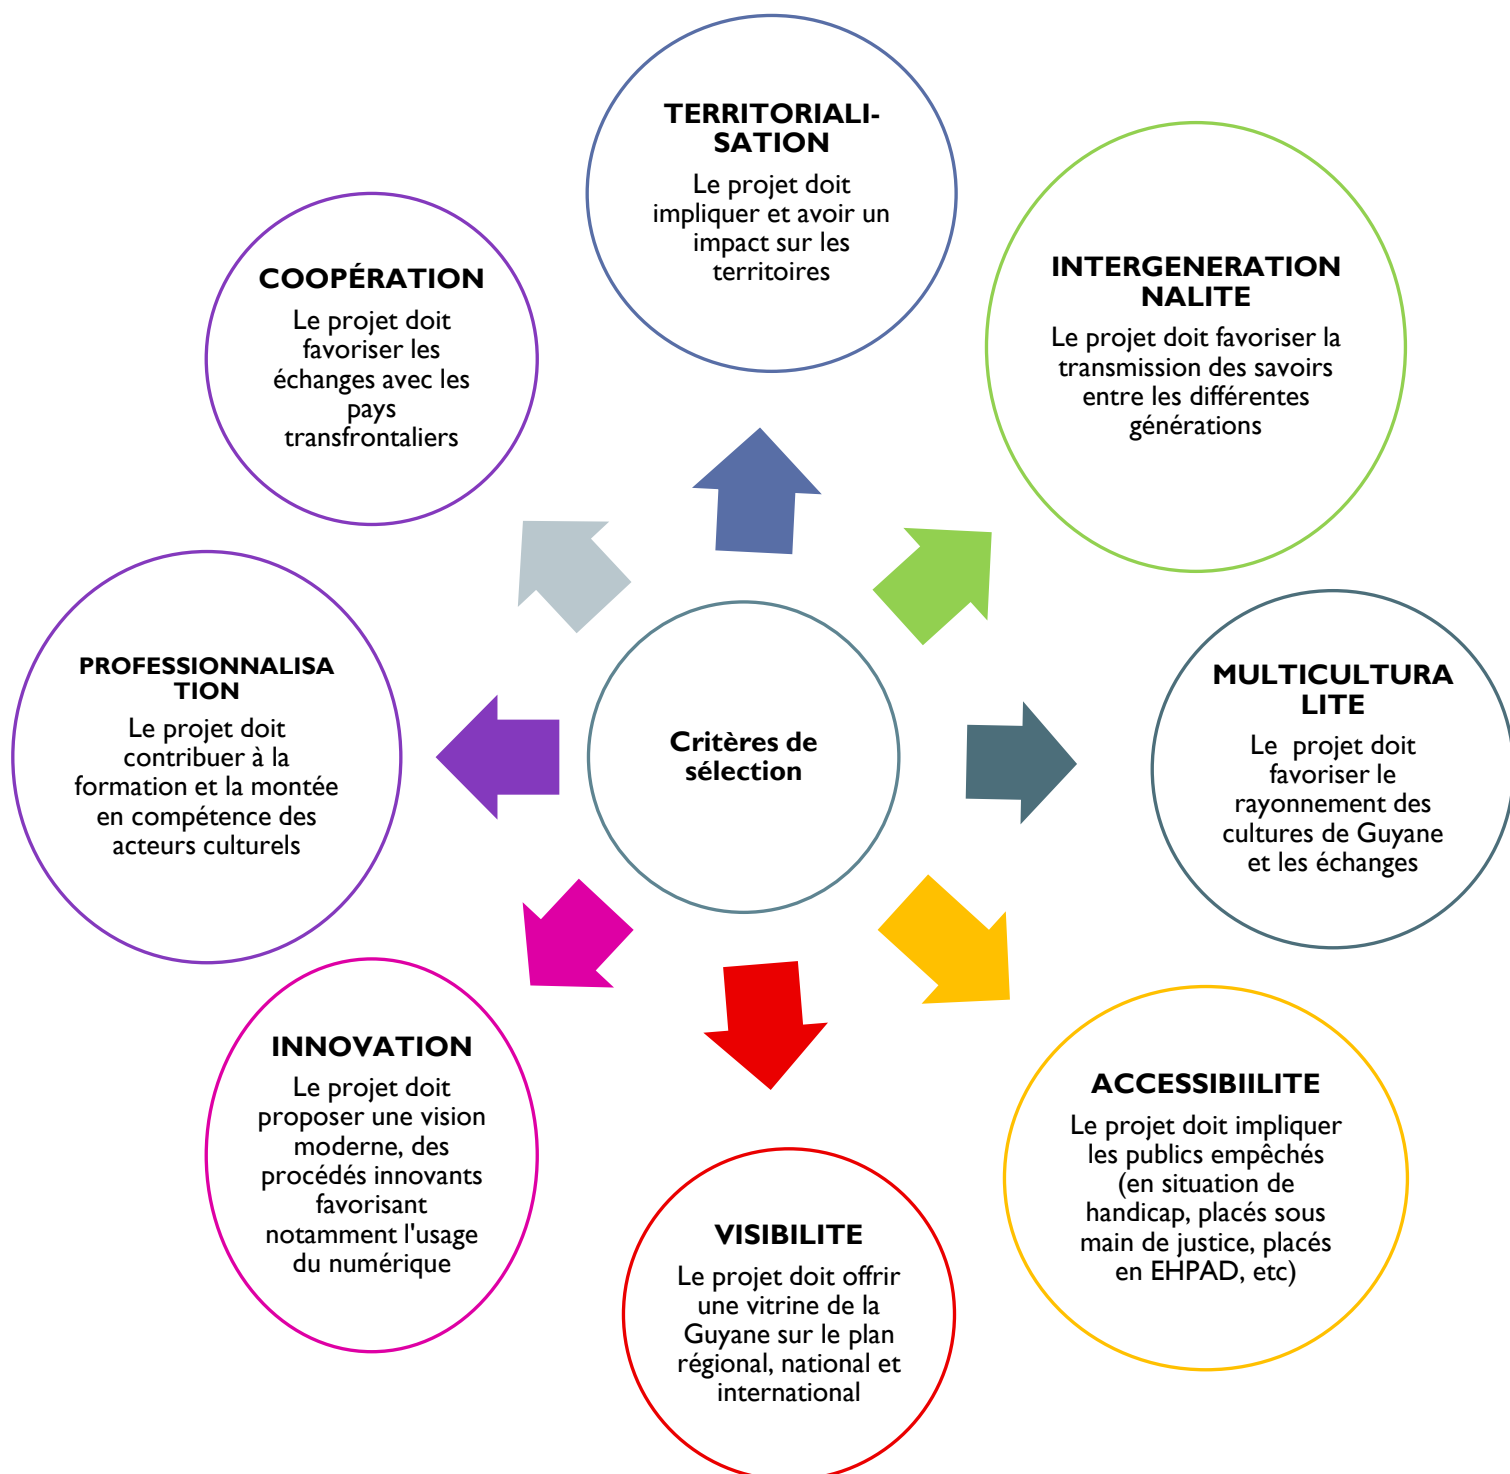 TERRITORIALI-
SATION
Le projet doit
impliquer et avoir un
impact sur les
territoires
INTERGENERATION
NALITE
Le projet doit favoriser la
transmission des savoirs
entre les différentes
générations
MULTICULTURA
LITE
Le projet doit
favoriser le
rayonnement des
cultures de Guyane
et les échanges
ACCESSIBIILITE
Le projet doit impliquer
les publics empêchés
(en situation de
handicap, placés sous
main de justice, placés
en EHPAD, etc)
VISIBILITE
Le projet doit offrir
une vitrine de la
Guyane sur le plan
régional, national et
international
INNOVATION
Le projet doit
proposer une vision
moderne, des
procédés innovants
favorisant
notamment l'usage
du numérique
PROFESSIONNALISA
TION
Le projet doit
contribuer à la
formation et la montée
en compétence des
acteurs culturels
COOPÉRATION
Le projet doit
favoriser les
échanges avec les
pays
transfrontaliers
Critères de
sélection